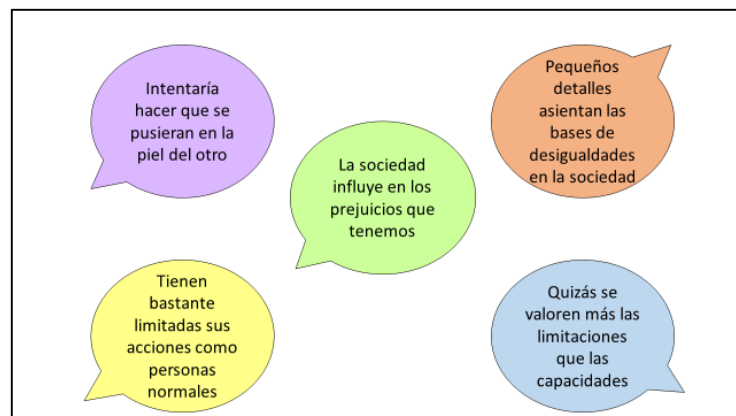 Intentaría
hacer que se
pusieran en la
piel del otro
Pequeños
detalles
asientan las
bases de
desigualdades
en la sociedad
La sociedad
influye en los
prejuicios que
tenemos
Tienen
bastante
limitadas sus
acciones como
personas
normales
Quizás se
valoren más las
limitaciones
que las
capacidades